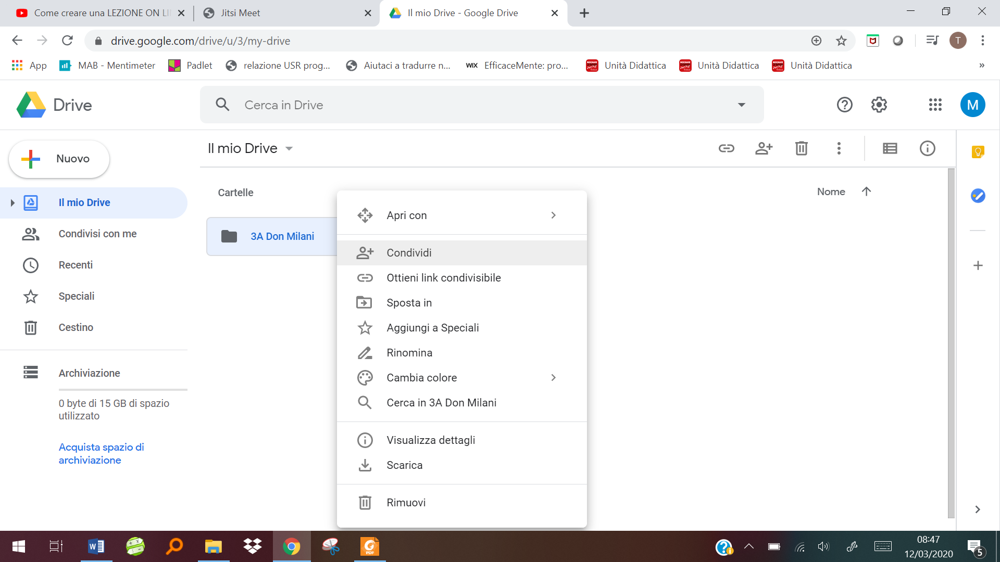 Come creare una LEZIONE ON LI
Jitsi Meet
Il mio Drive - Google Drive
drive.google.com/drive/u/3/my-drive
T
App
MAB - Mentimeter
Padlet
relazione USR prog...
Aiutaci a tradurre n...
WIX
EfficaceMente: pro...
Unità Didattica
Unità Didattica
Unità Didattica
»
Drive
Cerca in Drive
M
Nuovo
Il mio Drive
Cartelle
Nome
Il mio Drive
Condivisi con me
Recenti
Speciali
Cestino
Archiviazione
0 byte di 15 GB di spazio
utilizzato
Acquista spazio di
archiviazione
3A Don Milani
Apri con
Condividi
Ottieni link condivisibile
Sposta in
Aggiungi a Speciali
Rinomina
Cambia colore
Cerca in 3A Don Milani
Visualizza dettagli
Scarica
Rimuovi
PDF
08:47
12/03/2020
5